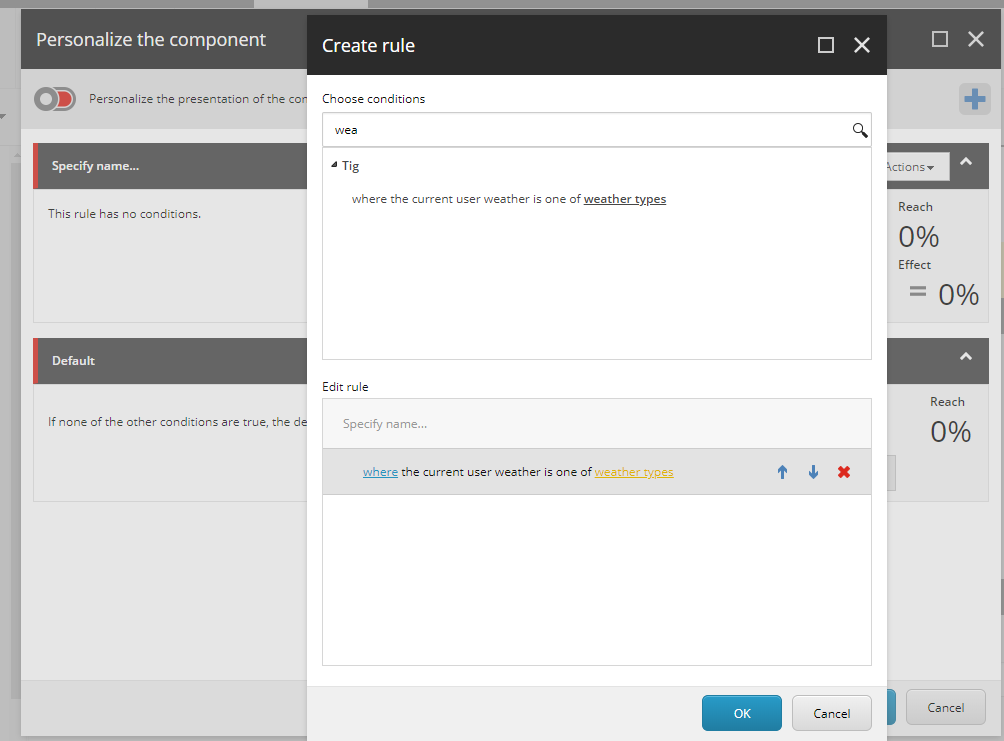 Personalize the component
Create rule
Personalize the presentation of the
Choose conditions
wea
Specify name...
Actions
Tig
where the current user weather is one of weather types
This rule has no conditions.
Reach
0%
Effect
= 0%
Default
If none of the other conditions are true, the
Reach
0%
Edit rule
Specify name...
where the current user weather is one of weather types
OK
Cancel
Cancel